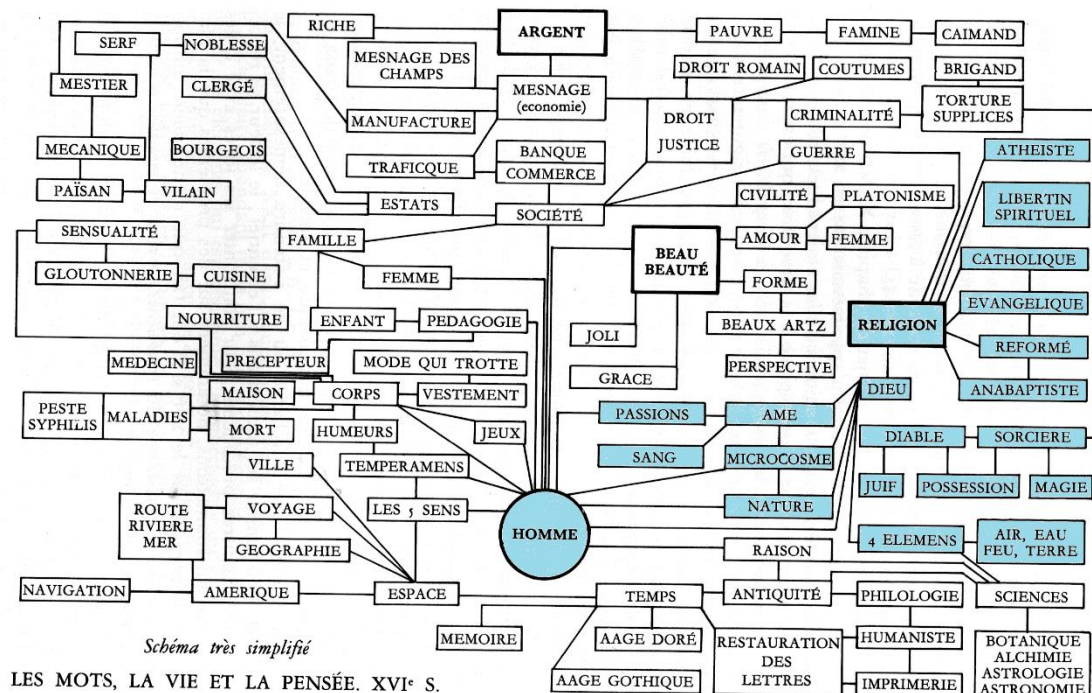 RICHE
ARGENT
PAUVRE
FAMINE
CAIMAND
SERF
NOBLESSE
MESNAGE DES
CHAMPS
DROIT ROMAIN
COUTUMES
BRIGAND
MESTIER
CLERGÉ
MESNAGE
(economie)
DROIT
JUSTICE
CRIMINALITÉ
TORTURE
SUPPLICES
MANUFACTURE
MECANIQUE
BOURGEOIS
TRAFICQUE
BANQUE
COMMERCE
GUERRE
ATHEISTE
PAÏSAN
VILAIN
ESTATS
SOCIÉTÉ
CIVILITÉ
PLATONISME
LIBERTIN
SPIRITUEL
SENSUALITÉ
FAMILLE
BEAU
BEAUTÉ
AMOUR
FEMME
CATHOLIQUE
GLOUTONNERIE
CUISINE
FEMME
FORME
EVANGELIQUE
NOURRITURE
ENFANT
PEDAGOGIE
JOLI
BEAUX ARTZ
RELIGION
REFORMÉ
MEDECINE
PRECEPTEUR
MODE QUI TROTTE
GRACE
PERSPECTIVE
DIEU
ANABAPTISTE
MAISON
CORPS
VESTEMENT
PESTE
SYPHILIS
MALADIES
PASSIONS
AME
MORT
HUMEURS
JEUX
DIABLE
SORCIERE
VILLE
TEMPERAMENS
SANG
MICROCOSME
JUIF
POSSESSION
MAGIE
ROUTE
RIVIERE
MER
VOYAGE
LES 5 SENS
NATURE
GEOGRAPHIE
HOMME
4 ELEMENS
AIR, EAU
FEU, TERRE
RAISON
NAVIGATION
AMERIQUE
ESPACE
TEMPS
ANTIQUITÉ
PHILOLOGIE
SCIENCES
MEMOIRE
AAGE DORÉ
RESTAURATION
DES
LETTRES
HUMANISTE
BOTANIQUE
ALCHIMIE
ASTROLOGIE
ASTRONOMIE
AAGE GOTHIQUE
IMPRIMERIE
Schéma très simplifié
LES MOTS, LA VIE ET LA PENSÉE. XVIe S.